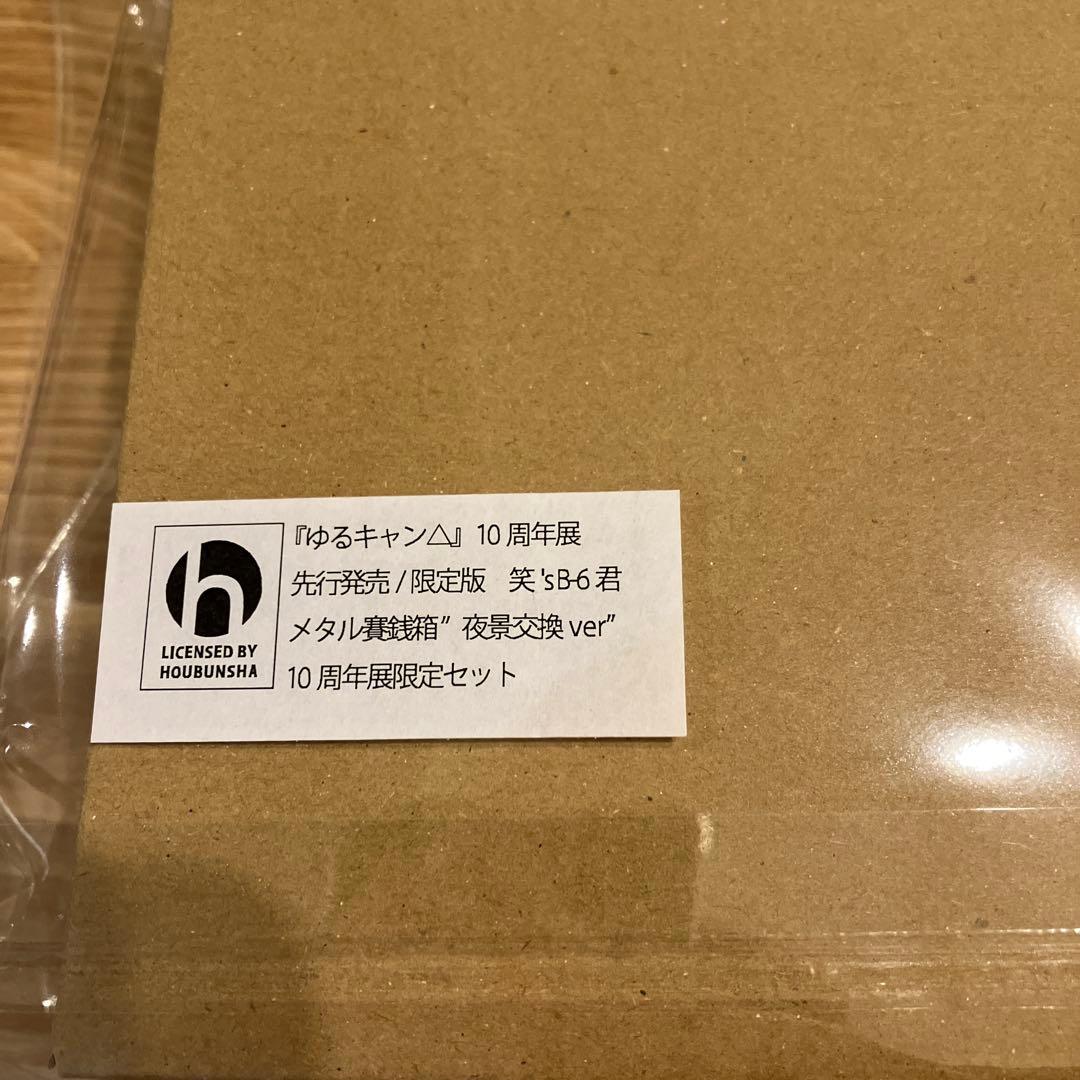 『ゆるキャン△』10周年展
先行発売/限定版　笑'sB-6君
メタル賽銭箱”夜景交換ver”
10周年展限定セット
h
LICENSED BY
HOUBUNSHA